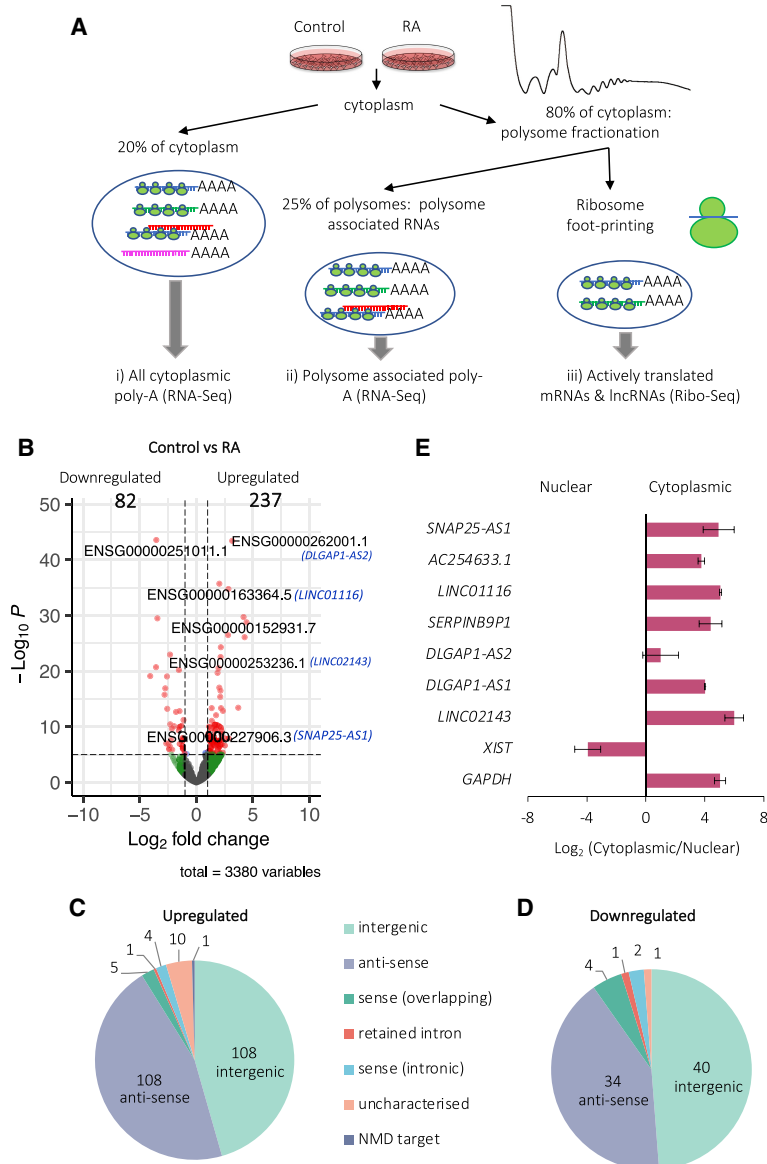 A
Control
RA
cytoplasm
80% of cytoplasm:
polysome fractionation
20% of cytoplasm
AAAA
AAAA
AAAA
AAAA
25% of polysomes: polysome
associated RNAs
AAAA
AAAA
AAAA
Ribosome
foot-printing
AAAA
AAAA
i) All cytoplasmic
poly-A (RNA-Seq)
ii) Polysome associated poly-
A (RNA-Seq)
iii) Actively translated
mRNAs & lncRNAs (Ribo-Seq)
B
Control vs RA
Downregulated
82
Upregulated
237
50
40
30
20
10
0
−Log10 P
ENSG00000251011.1
ENSG00000262001.1
(DLGAP1-AS2)
ENSG00000163364.5 (LINC01116)
ENSG00000152931.7
ENSG00000253236.1 (LINC02143)
ENSG00000227906.3 (SNAP25-AS1)
−10
−5
0
5
10
Log2 fold change
total = 3380 variables
E
Nuclear
Cytoplasmic
SNAP25-AS1
AC254633.1
LINC01116
SERPINB9P1
DLGAP1-AS2
DLGAP1-AS1
LINC02143
XIST
GAPDH
-8
-4
0
4
8
Log2 (Cytoplasmic/Nuclear)
C
Upregulated
5
1
4
10
1
108
anti-sense
108
intergenic
intergenic
anti-sense
sense (overlapping)
retained intron
sense (intronic)
uncharacterised
NMD target
D
Downregulated
4
1
2
1
34
anti-sense
40
intergenic